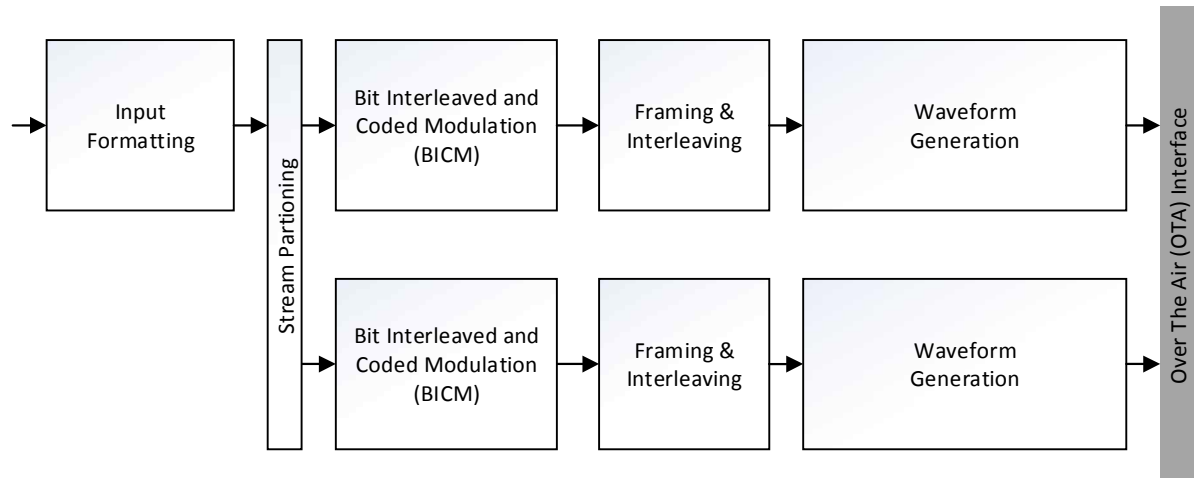 Input
Formatting
Stream Partioning
Bit Interleaved and
Coded Modulation
(BICM)
Framing &
Interleaving
Waveform
Generation
Bit Interleaved and
Coded Modulation
(BICM)
Framing &
Interleaving
Waveform
Generation
Over The Air (OTA) Interface